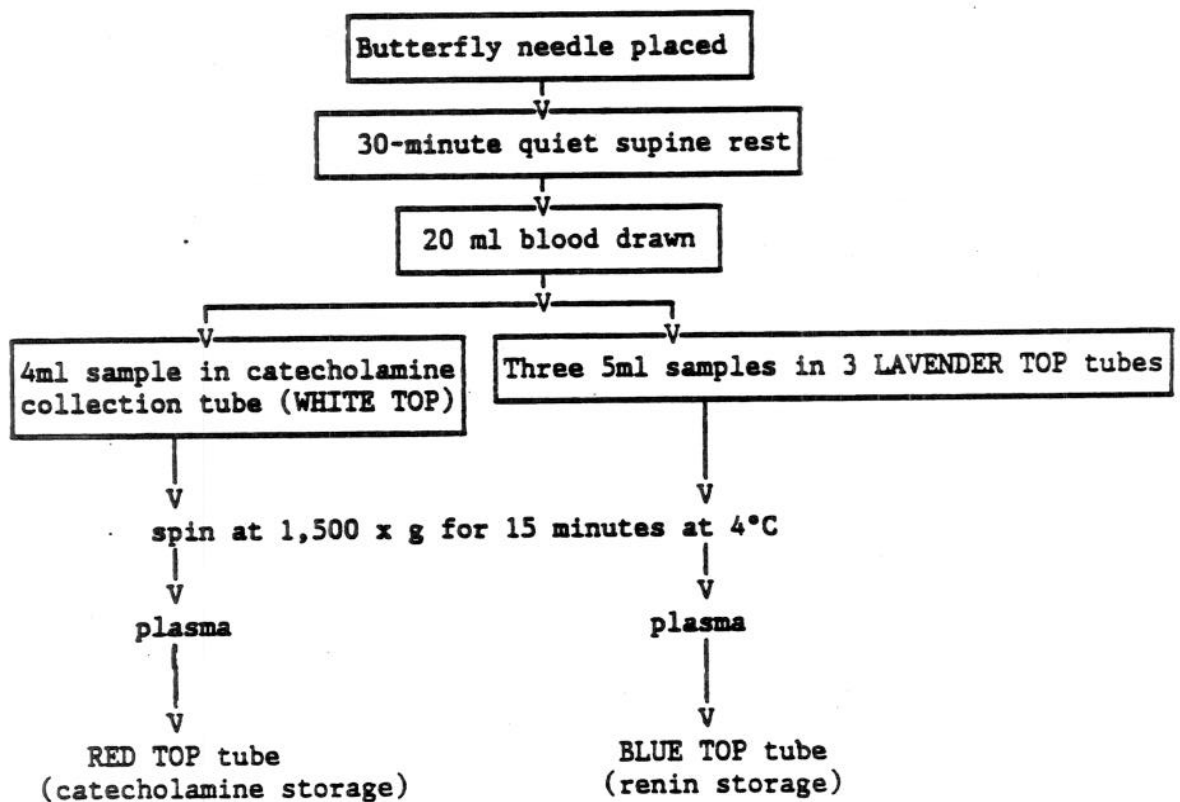 Butterfly needle placed
30-minute quiet supine rest
20 ml blood drawn
4ml sample in catecholamine
collection tube (WHITE TOP)
Three 5ml samples in 3 LAVENDER TOP tubes
spin at 1,500 x g for 15 minutes at 4°C
plasma
plasma
RED TOP tube
(catecholamine storage)
BLUE TOP tube
(renin storage)